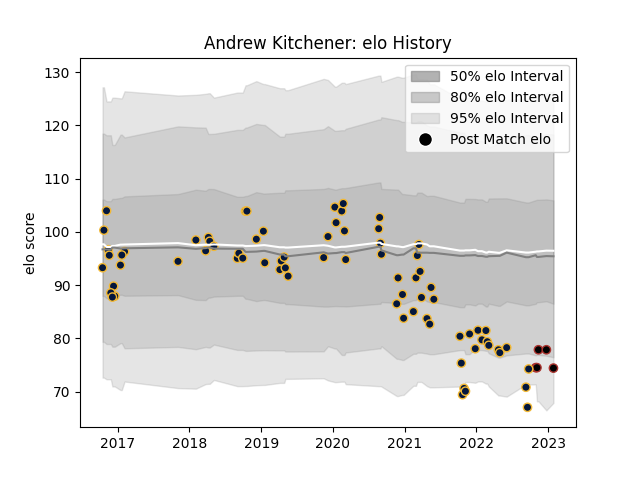 Andrew Kitchener: elo History
50% elo Interval
80% elo Interval
95% elo Interval
Post Match elo
elo score
130
120
110
100
90
80
70
2017 2018 2019 2020 2021 2022 2023